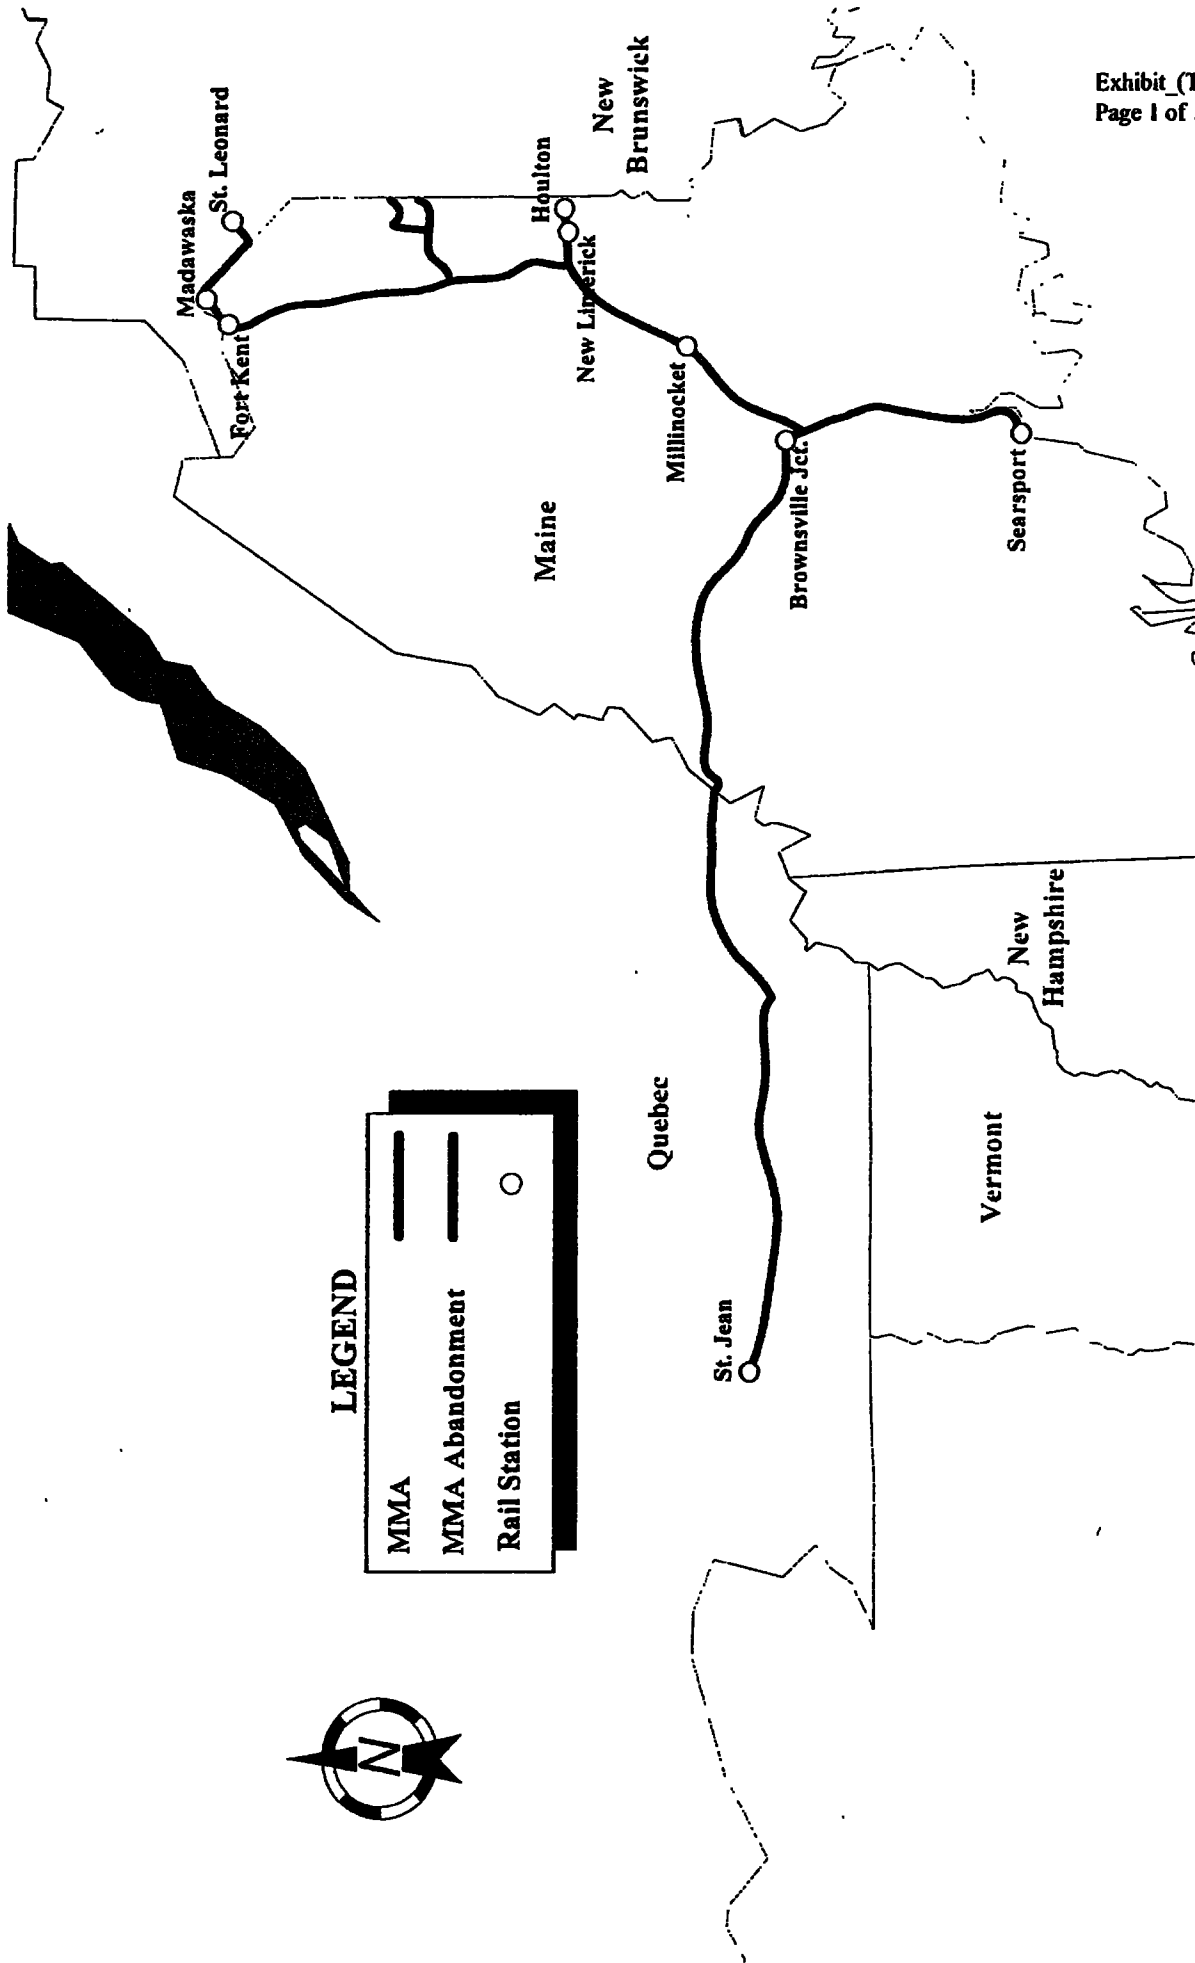 Exhibit_(T
Page 1 of
St. Leonard
Madawaska
Fort Kent
New
Brunswick
Houlton
New Limerick
Millinocket
Maine
Brownsville Jct.
Searsport
Quebec
St. Jean
New
Hampshire
Vermont
LEGEND
MMA
MMA Abandonment
Rail Station
N